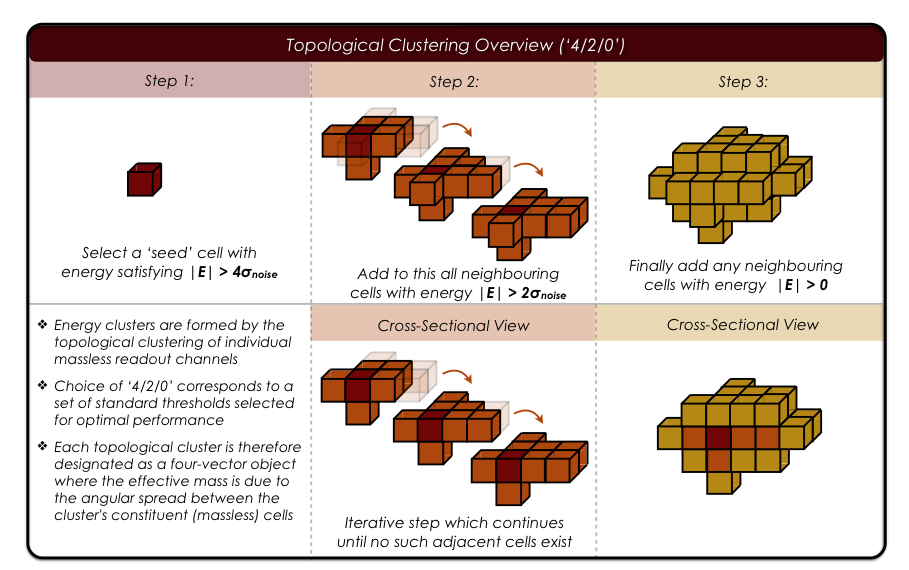 Topological Clustering Overview (‘4/2/0’)
Step 1:
Step 2:
Step 3:
Select a ‘seed’ cell with
energy satisfying |E| > 4σnoise
Add to this all neighbouring
cells with energy |E| > 2σnoise
Finally add any neighbouring
cells with energy |E| > 0
❖ Energy clusters are formed by the
topological clustering of individual
massless readout channels
❖ Choice of ‘4/2/0’ corresponds to a
set of standard thresholds selected
for optimal performance
❖ Each topological cluster is therefore
designated as a four-vector object
where the effective mass is due to
the angular spread between the
cluster's constituent (massless) cells
Cross-Sectional View
Iterative step which continues
until no such adjacent cells exist
Cross-Sectional View